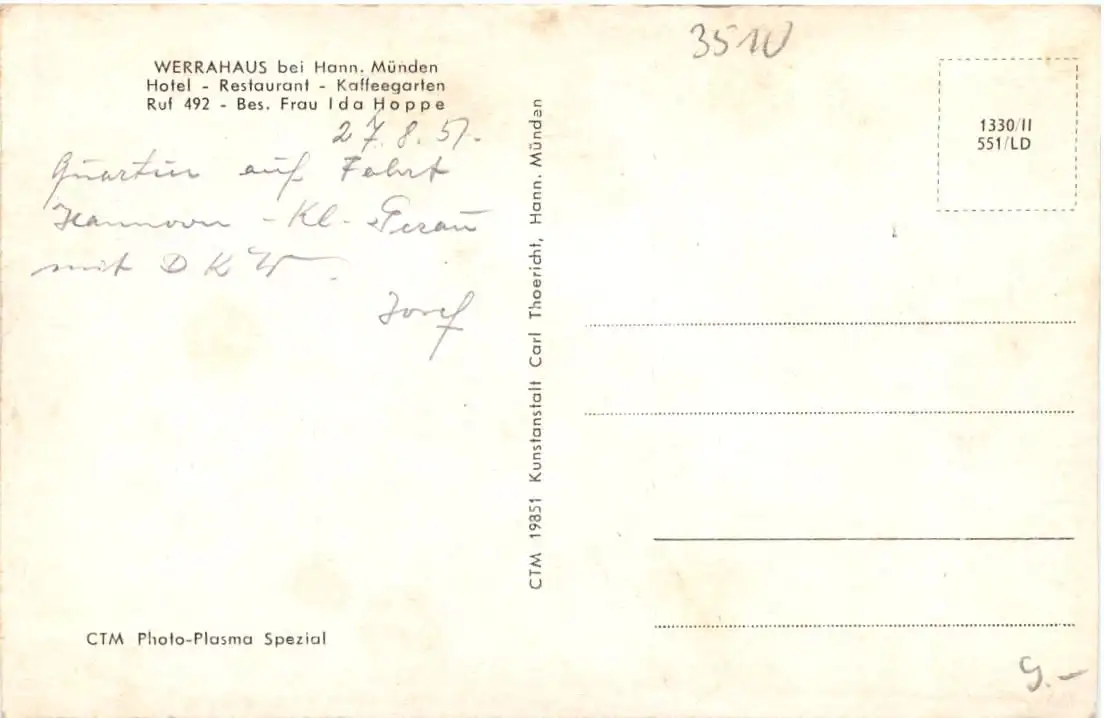 3510
WERRAHAUS bei Hann. Münden
Hotel - Restaurant - Kaffeegarten
Ruf 492 - Bes. Frau Ida Hoppe
27.8.51.
Quartier auf Fahrt
Hannover - Kl. Gerau
mit DKW.
Josef
CTM Photo-Plasma Spezial
CTM 19851 Kunstanstalt Carl Thoericht, Hann. Münden
1330/II
551/LD
9.-